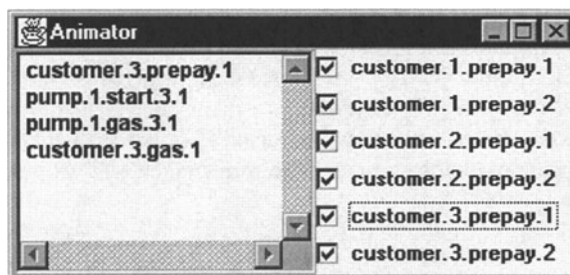 Animator
customer.3.prepay.1
pump.1.start.3.1
pump.1.gas.3.1
customer.3.gas.1
customer.1.prepay.1
customer.1.prepay.2
customer.2.prepay.1
customer.2.prepay.2
customer.3.prepay.1
customer.3.prepay.2